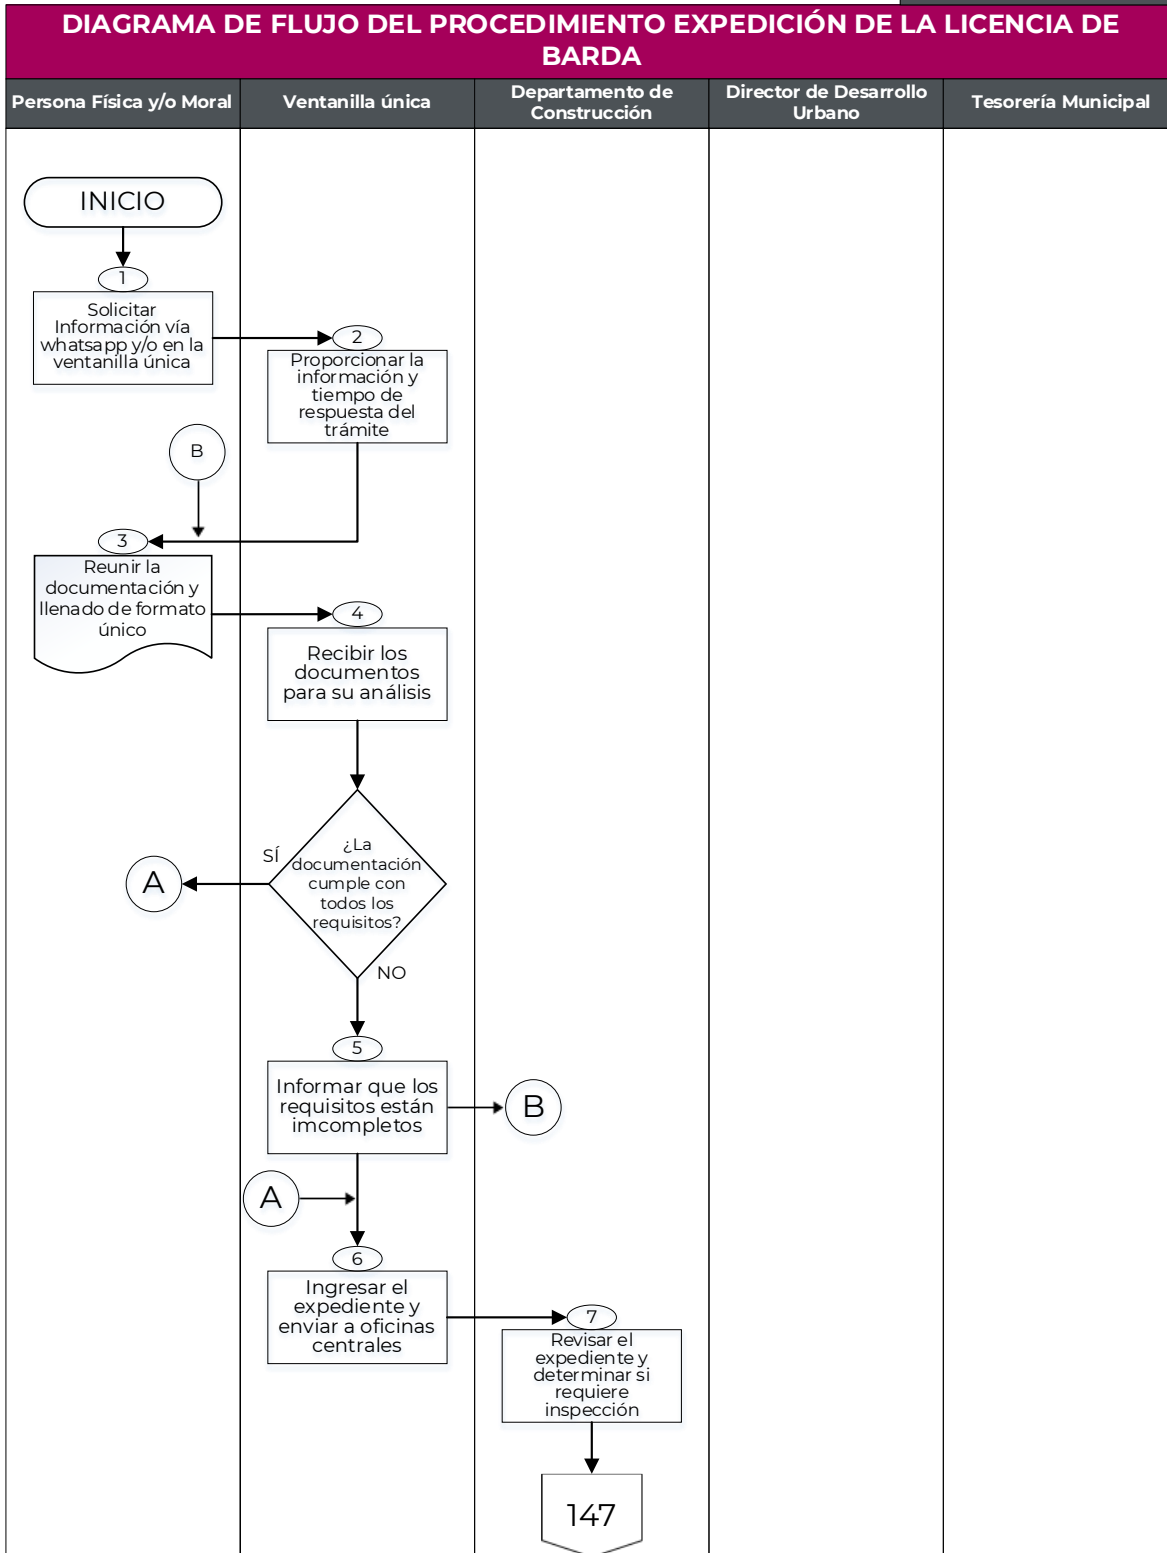 DIAGRAMA DE FLUJO DEL PROCEDIMIENTO EXPEDICIÓN DE LA LICENCIA DE
BARDA
Persona Física y/o Moral
Ventanilla única
Departamento de
Construcción
Director de Desarrollo
Urbano
Tesorería Municipal
INICIO
1
Solicitar
Información vía
whatsapp y/o en la
ventanilla única
2
Proporcionar la
información y
tiempo de
respuesta del
trámite
B
3
Reunir la
documentación y
llenado de formato
único
4
Recibir los
documentos
para su análisis
¿La
documentación
cumple con
todos los
requisitos?
SÍ
A
NO
5
Informar que los
requisitos están
imcompletos
B
A
6
Ingresar el
expediente y
enviar a oficinas
centrales
7
Revisar el
expediente y
determinar si
requiere
inspección
147